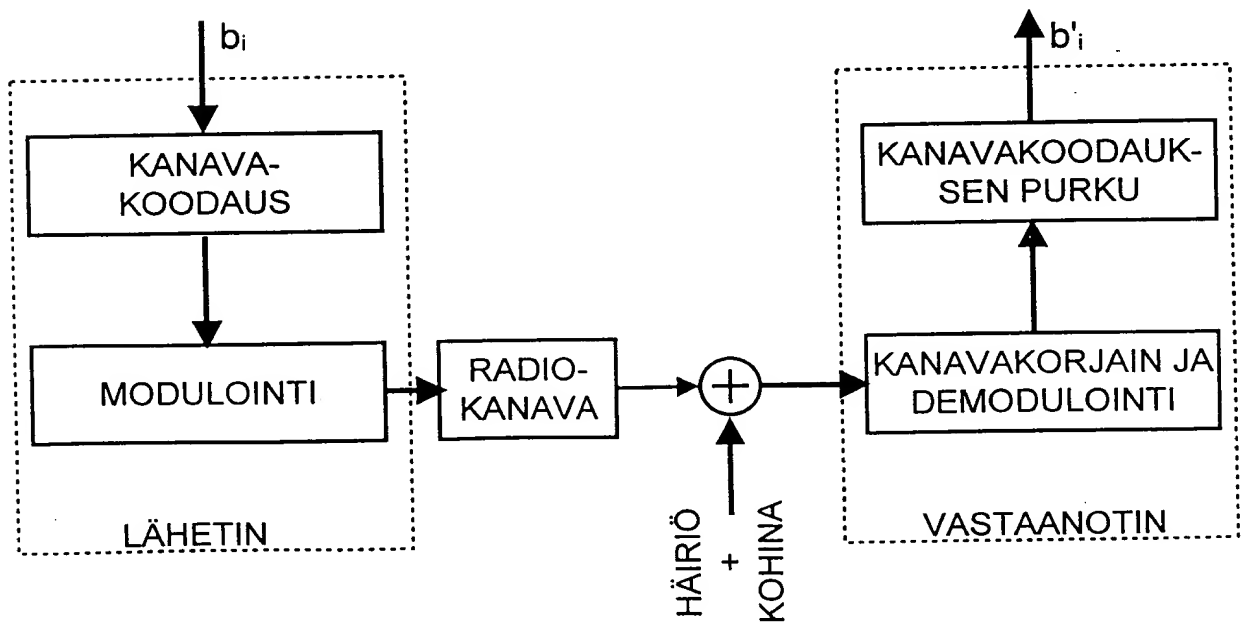 bi
KANAVA-
KOODAUS
MODULOINTI
LÄHETIN
RADIO-
KANAVA
+
HÄIRIÖ
+
KOHINA
b'i
KANAVAKOODAUK-
SEN PURKU
KANAVAKORJAIN JA
DEMODULOINTI
VASTAANOTIN